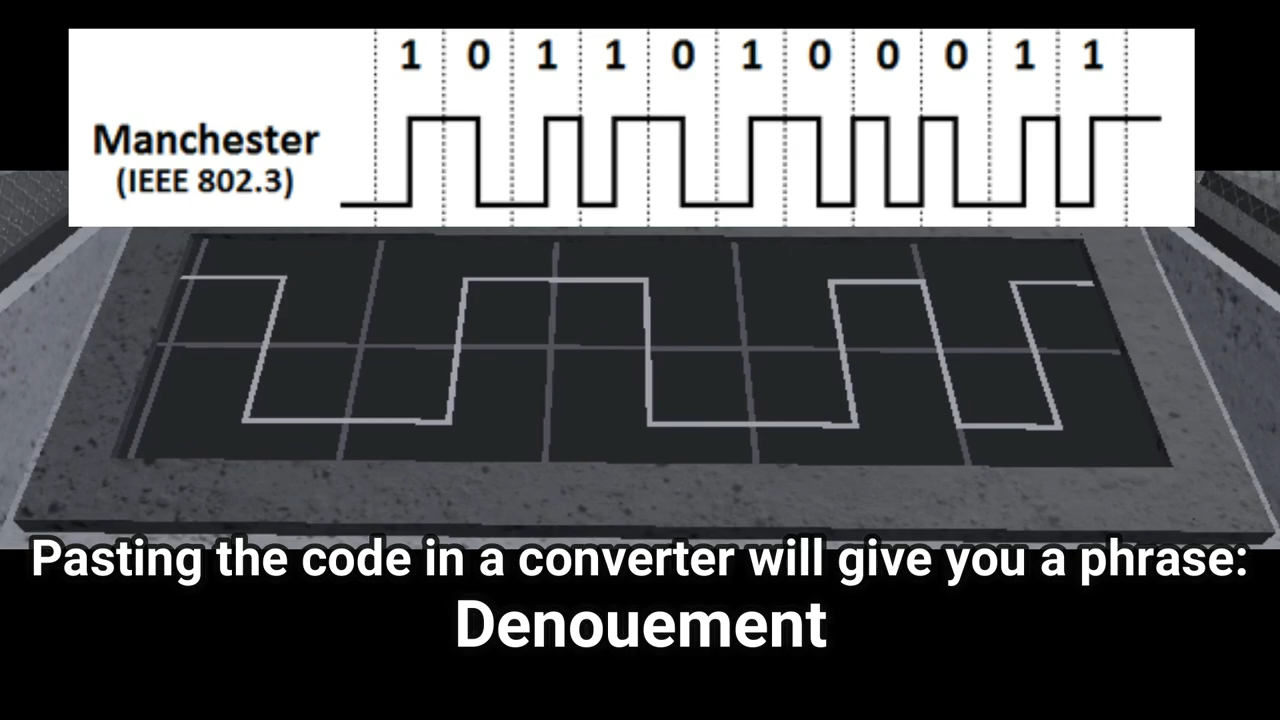 1 0 1 1 0 1 0 0 0 1 1
Manchester
(IEEE 802.3)
Pasting the code in a converter will give you a phrase:
Denouement